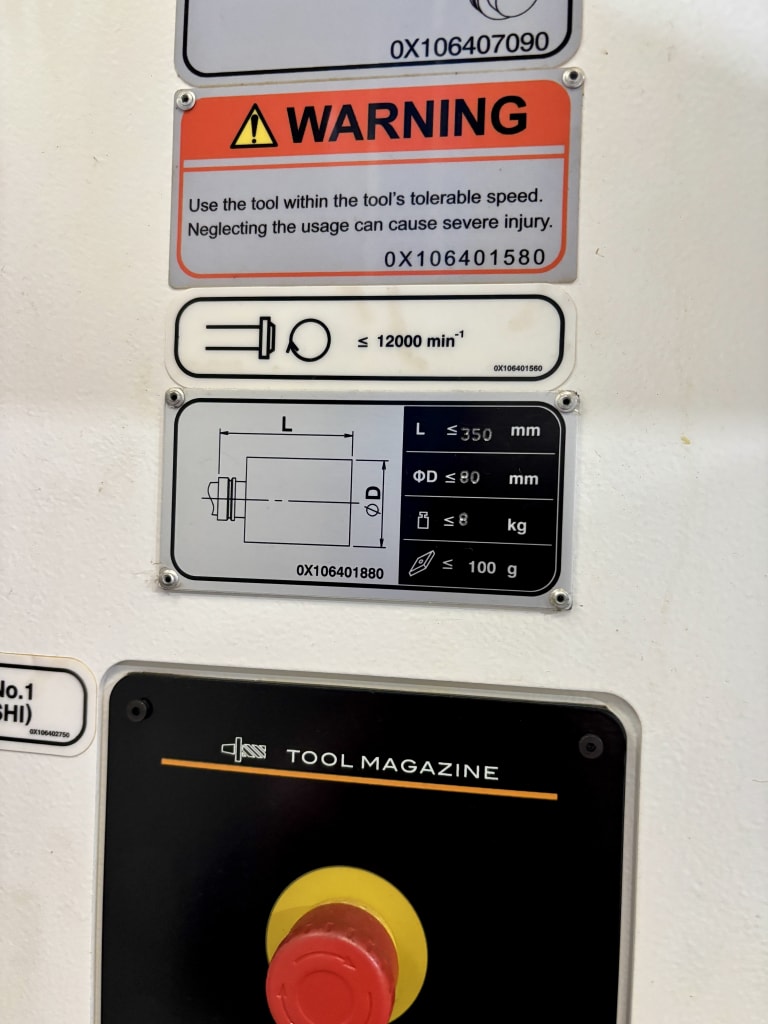 0X106407090
WARNING
Use the tool within the tool's tolerable speed.
Neglecting the usage can cause severe injury.
0X106401580
≤ 12000 min⁻¹
0X106401560
L
ΦD
0X106401880
L ≤350 mm
ΦD ≤80 mm
≤8 kg
≤ 100 g
No.1
SHI)
0X106402750
TOOL MAGAZINE